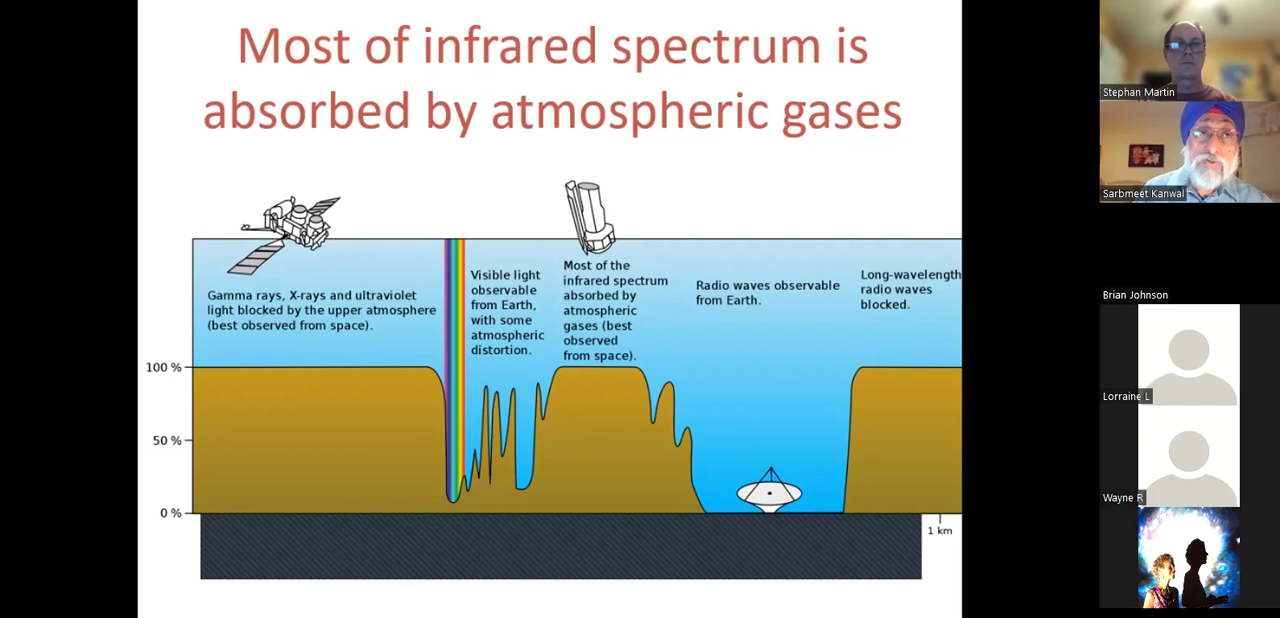 Most of infrared spectrum is
absorbed by atmospheric gases
Gamma rays, X-rays and ultraviolet
light blocked by the upper atmosphere
(best observed from space).
Visible light
observable
from Earth,
with some
atmospheric
distortion.
Most of the
infrared spectrum
absorbed by
atmospheric
gases (best
observed
from space).
Radio waves observable
from Earth.
Long-wavelength
radio waves
blocked.
100 %
50 %
0 %
1 km
Stephan Martin
Sarbmeet Kanwal
Brian Johnson
Lorraine L
Wayne R